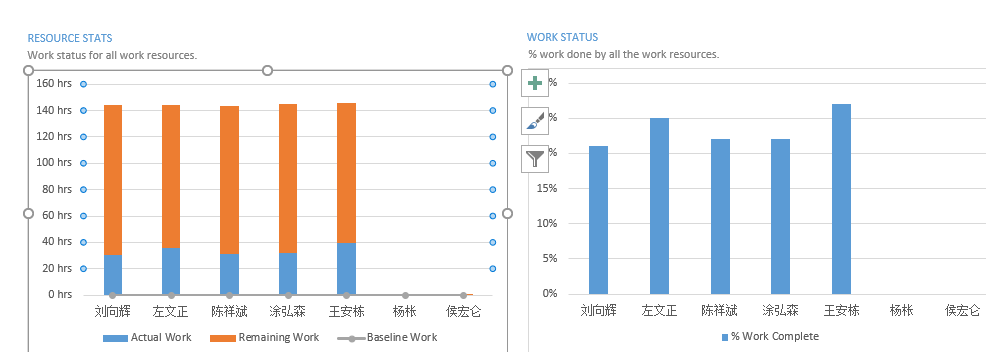 RESOURCE STATS
Work status for all work resources.
160 hrs
140 hrs
120 hrs
100 hrs
80 hrs
60 hrs
40 hrs
20 hrs
0 hrs
刘向辉 左文正 陈祥斌 涂弘森 王安栋 杨枨 侯宏仑
Actual Work Remaining Work Baseline Work
WORK STATUS
% work done by all the work resources.
%
%
%
15%
10%
5%
0%
刘向辉 左文正 陈祥斌 涂弘森 王安栋 杨枨 侯宏仑
% Work Complete